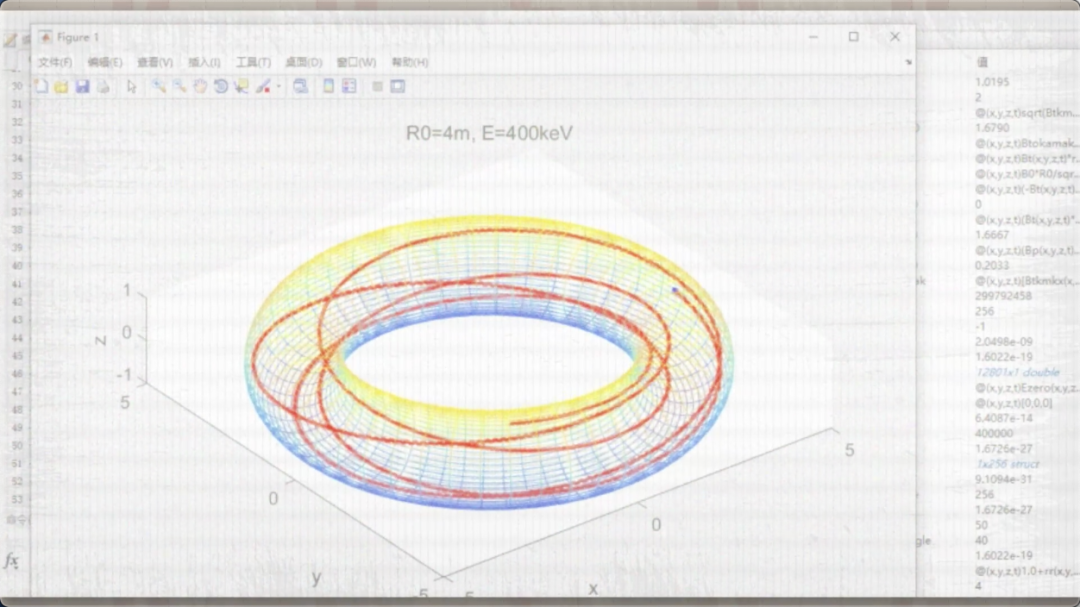 Figure 1
文件(F) 编辑(E) 查看(V) 插入(I) 工具(T) 桌面(D) 窗口(W) 帮助(H)
R0=4m, E=400keV
1
0
-1
z
5
0
-5
y
5
0
x
fx
30
31
32
33
34
35
36
37
38
39
40
41
42
43
44
45
46
47
48
49
50
51
52
53
值
1.0195
2
@(x,y,z,t)sqrt(Btkm...
1.6790
@(x,y,z,t)Btokamak...
@(x,y,z,t)Bt(x,y,z,t)*r...
@(x,y,z,t)B0*R0/sqr...
@(x,y,z,t)(-Bt(x,y,z,t)...
0
@(x,y,z,t)(Bt(x,y,z,t)*...
1.6667
@(x,y,z,t)(Bp(x,y,z,t)...
0.2033
@(x,y,z,t)[Btkmkx(x,...
299792458
256
-1
2.0498e-09
1.6022e-19
12801x1 double
@(x,y,z,t)Ezero(x,y,z...
@(x,y,z,t)[0,0,0]
6.4087e-14
400000
1.6726e-27
1x256 struct
9.1094e-31
256
1.6726e-27
50
40
1.6022e-19
@(x,y,z,t)1.0+rr(x,y,...
4